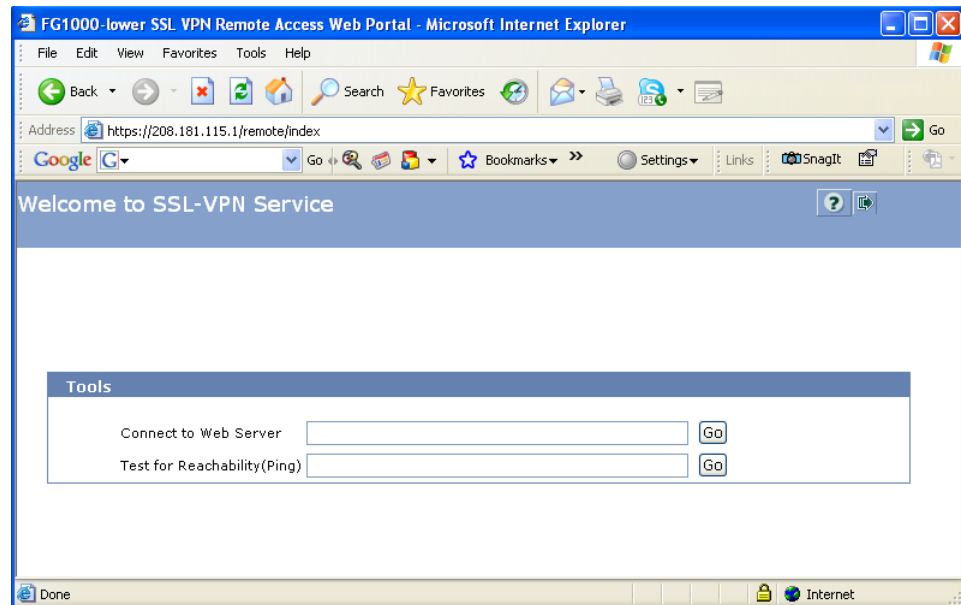 FG1000-lower SSL VPN Remote Access Web Portal - Microsoft Internet Explorer
File Edit View Favorites Tools Help
Back Search Favorites
Address https://208.181.115.1/remote/index Go
Google G Go Bookmarks Settings Links SnagIt
Welcome to SSL-VPN Service ?
Tools
Connect to Web Server Go
Test for Reachability(Ping) Go
Done Internet